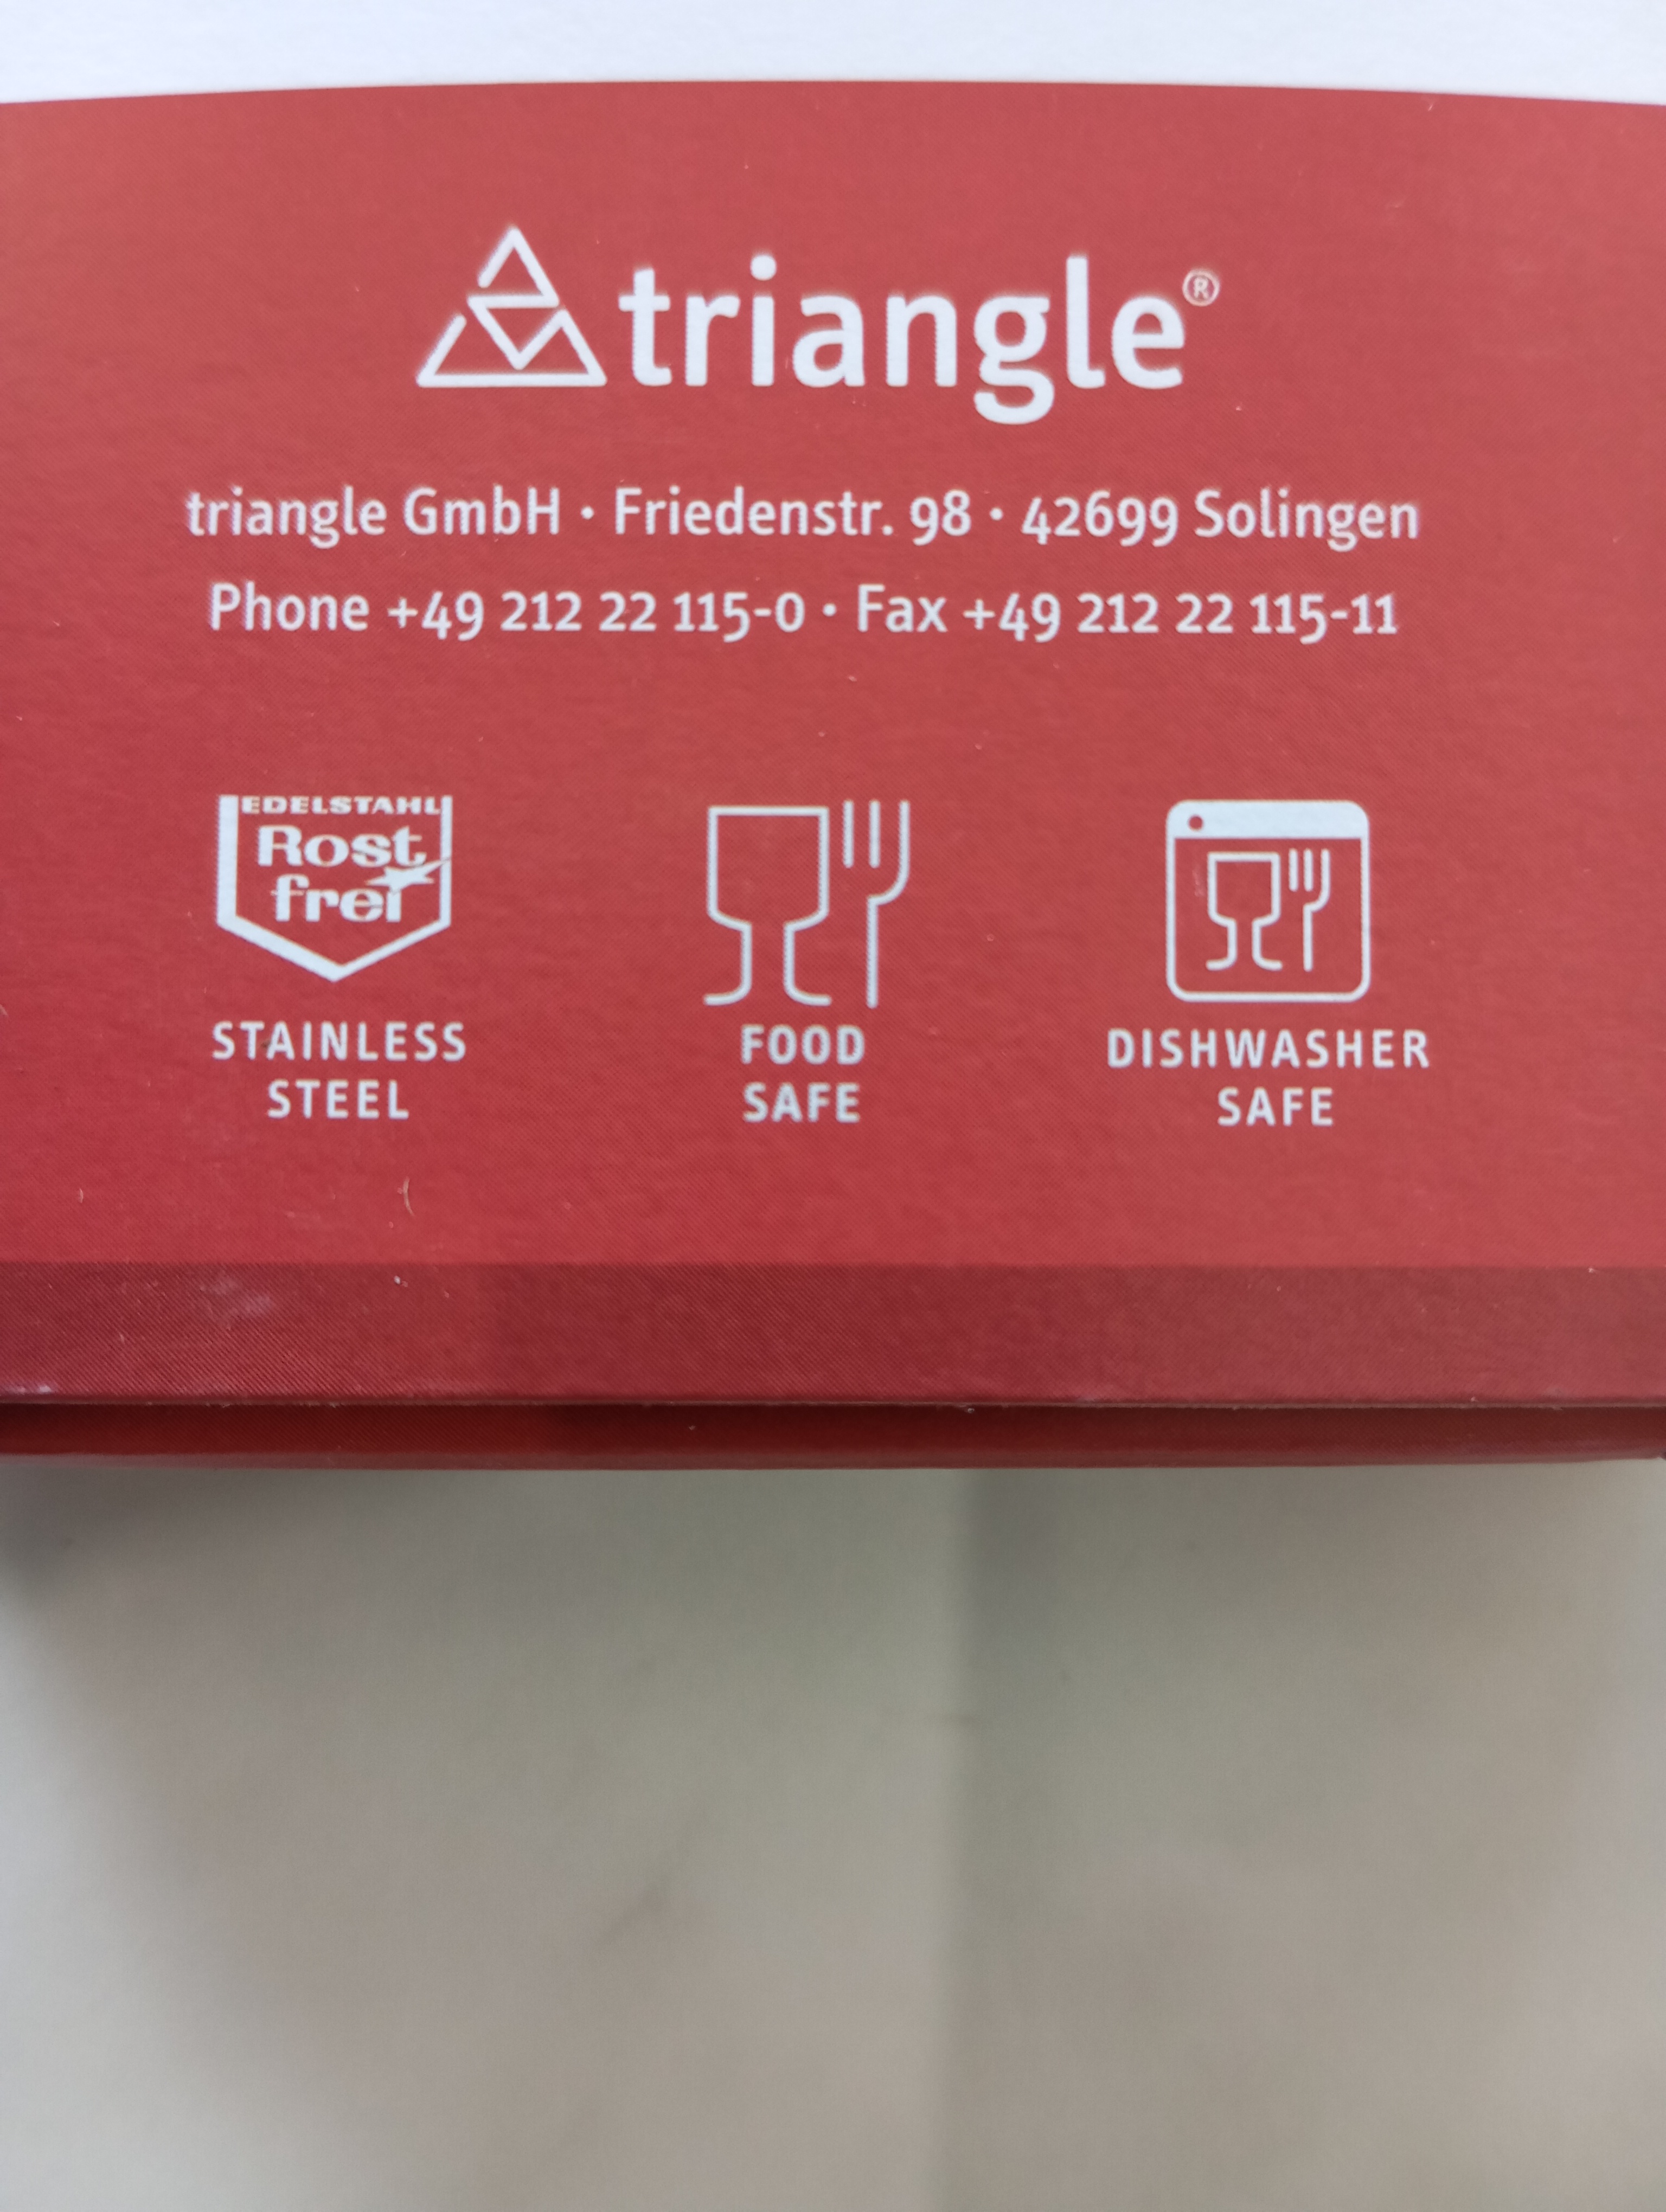 triangle®
triangle GmbH · Friedenstr. 98 · 42699 Solingen
Phone +49 212 22 115-0 · Fax +49 212 22 115-11
EDELSTAHL
Rost
frei
STAINLESS
STEEL
FOOD
SAFE
DISHWASHER
SAFE